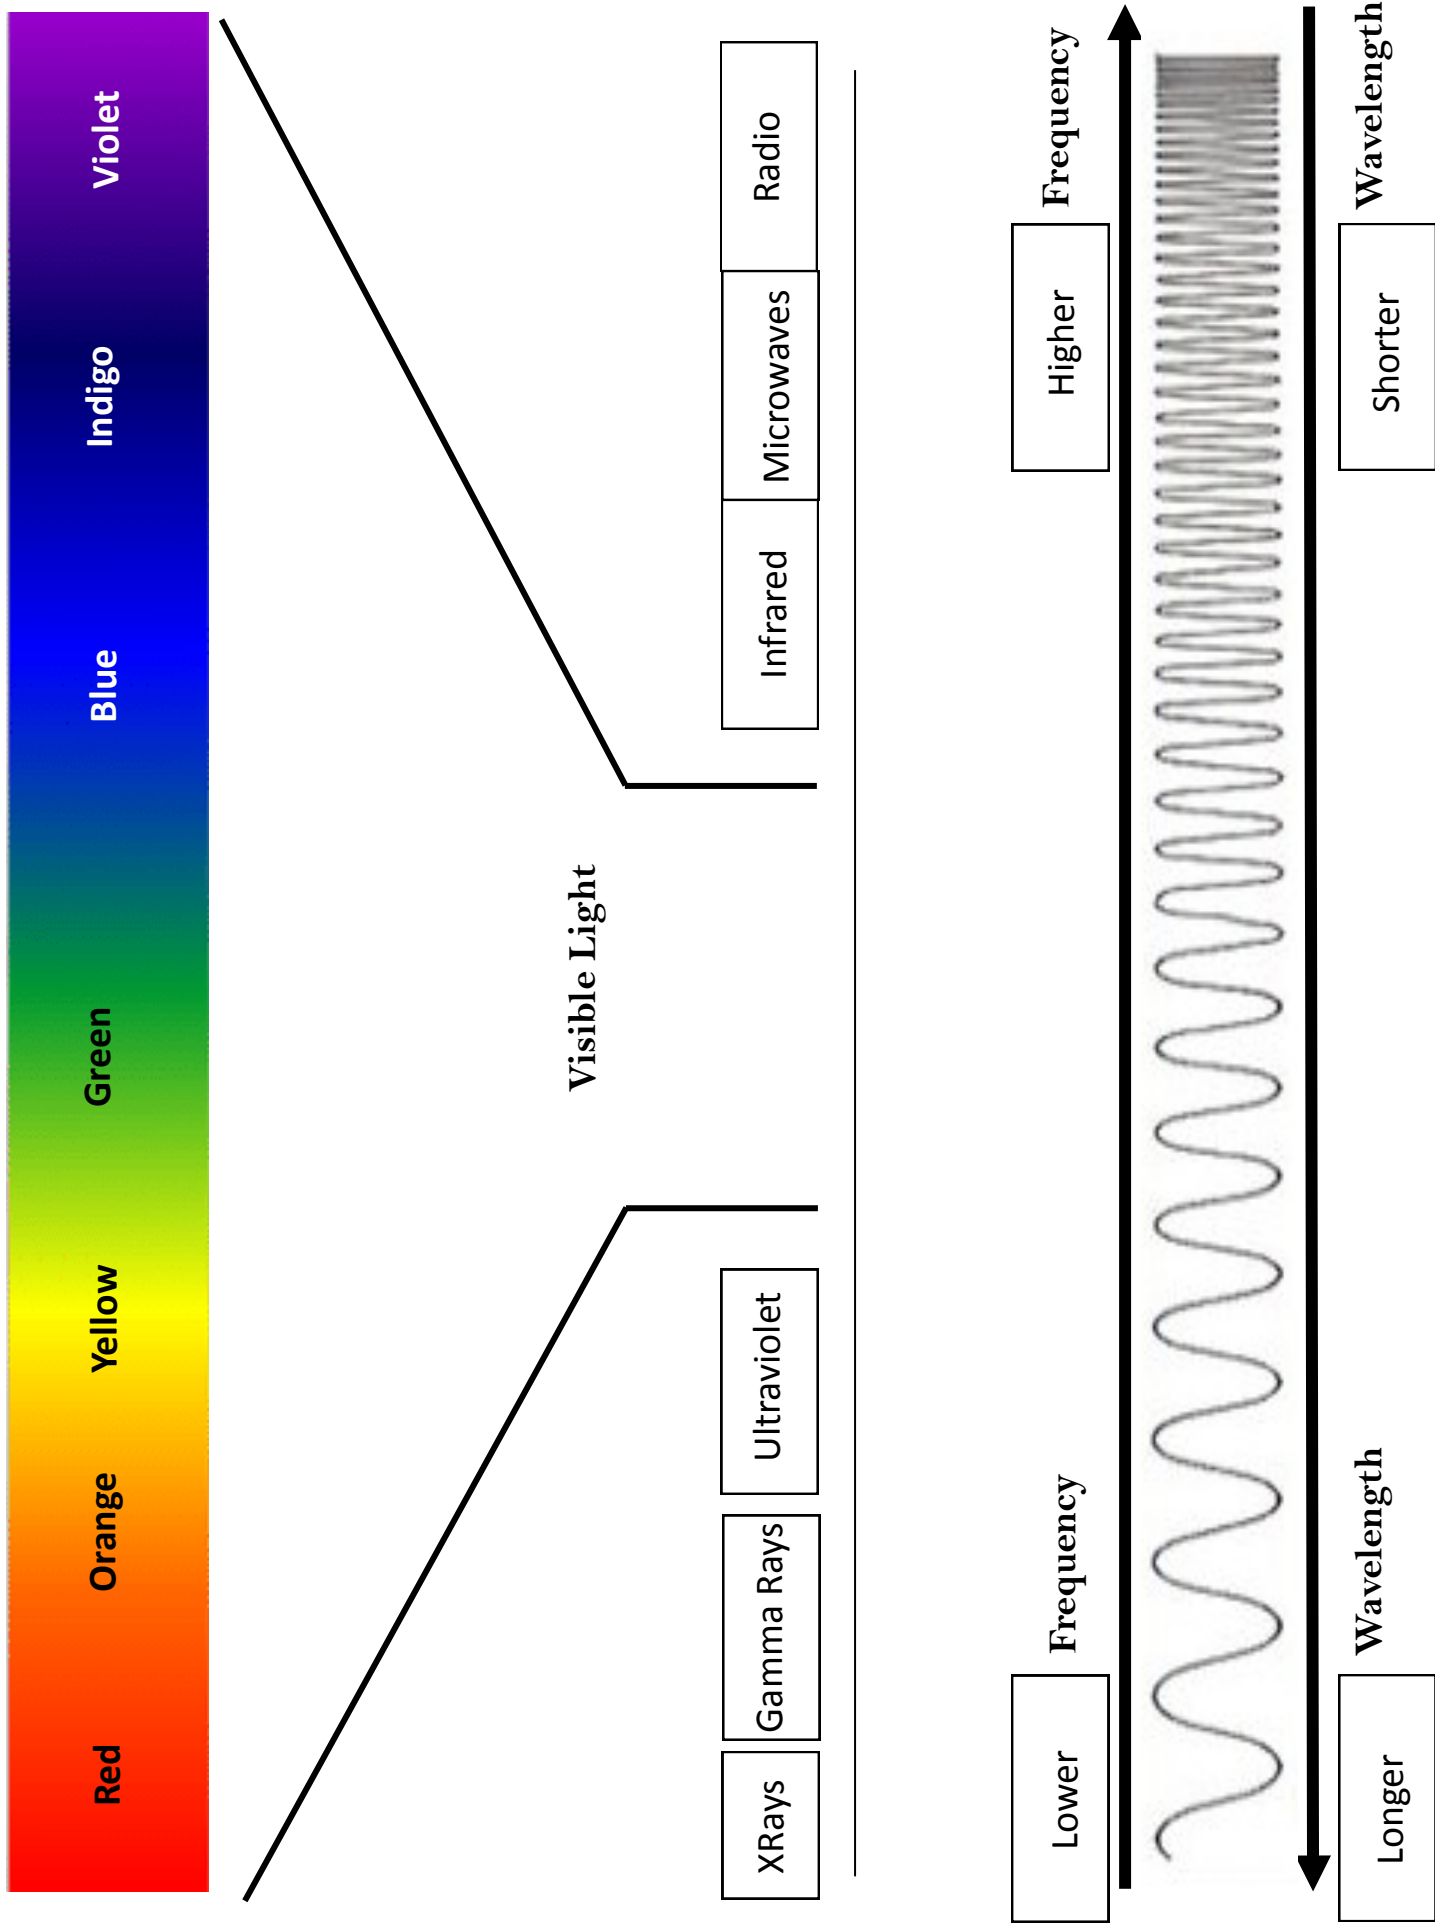 Red
Orange
Yellow
Green
Blue
Indigo
Violet
Visible Light
XRays
Gamma Rays
Ultraviolet
Infrared
Microwaves
Radio
Lower
Frequency
Higher
Frequency
Longer
Wavelength
Shorter
Wavelength